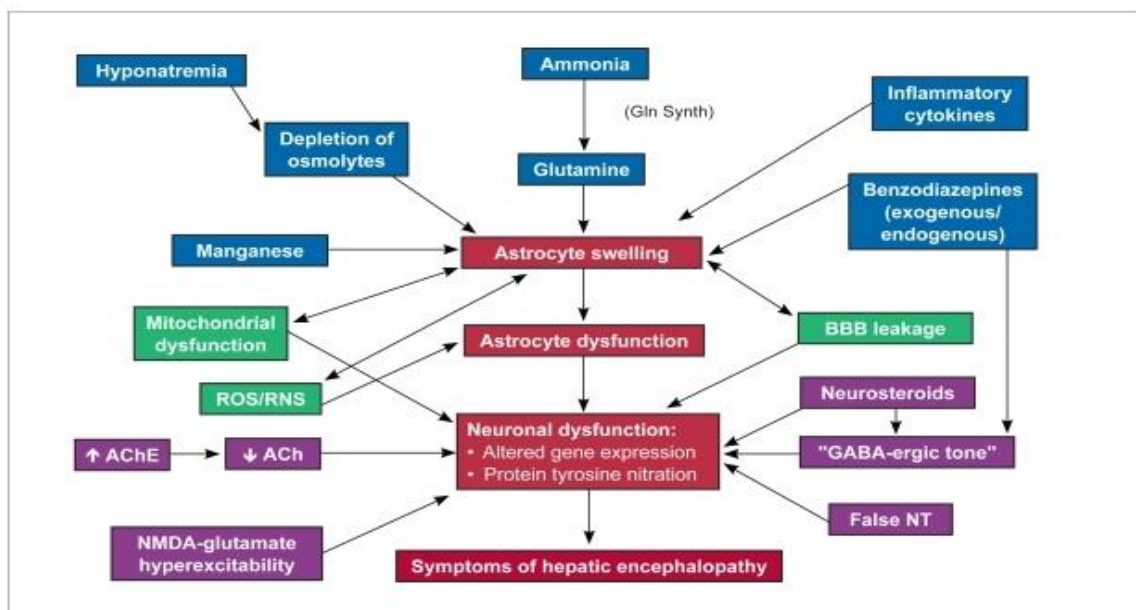 Hyponatremia
Ammonia
Inflammatory
cytokines
(Gln Synth)
Depletion of
osmolytes
Glutamine
Benzodiazepines
(exogenous/
endogenous)
Manganese
Astrocyte swelling
Mitochondrial
dysfunction
Astrocyte dysfunction
BBB leakage
ROS/RNS
Neurosteroids
Neuronal dysfunction:
• Altered gene expression
• Protein tyrosine nitration
↑ AChE
↓ ACh
"GABA-ergic tone"
False NT
NMDA-glutamate
hyperexcitability
Symptoms of hepatic encephalopathy